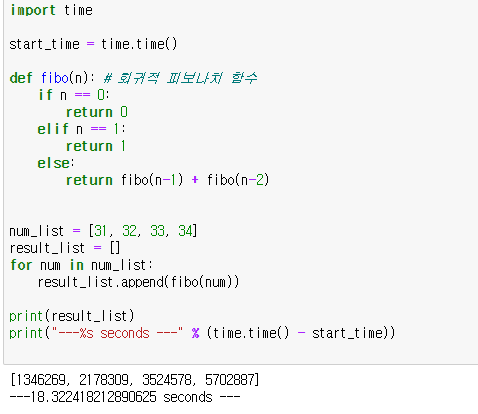 import time
start_time = time.time()
def fibo(n): # 회귀적 피보나치 함수
    if n == 0:
        return 0
    elif n == 1:
        return 1
    else:
        return fibo(n-1) + fibo(n-2)
num_list = [31, 32, 33, 34]
result_list = []
for num in num_list:
    result_list.append(fibo(num))
print(result_list)
print("---%s seconds ---" % (time.time() - start_time))
[1346269, 2178309, 3524578, 5702887]
---18.322418212890625 seconds ---